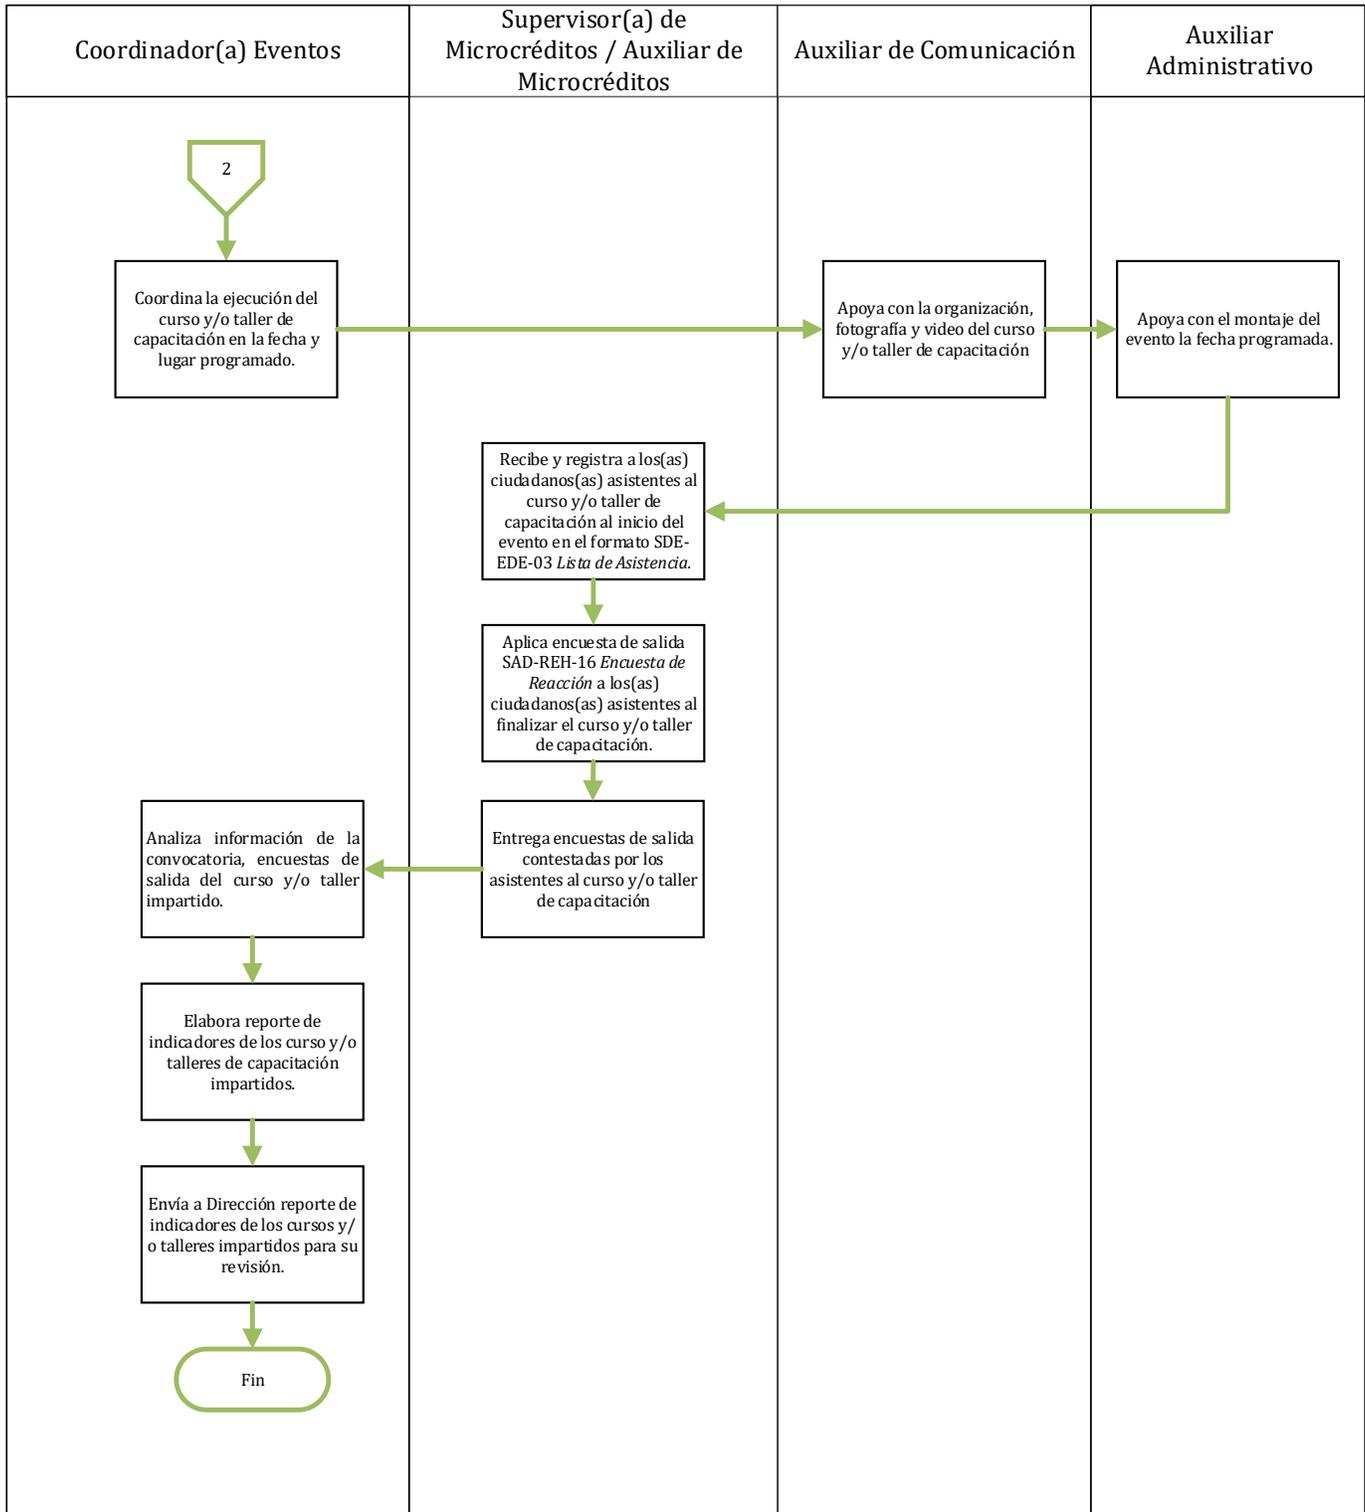 Coordinador(a) Eventos
Supervisor(a) de
Microcréditos / Auxiliar de
Microcréditos
Auxiliar de Comunicación
Auxiliar
Administrativo
2
Coordina la ejecución del
curso y/o taller de
capacitación en la fecha y
lugar programado.
Apoya con la organización,
fotografía y video del curso
y/o taller de capacitación
Apoya con el montaje del
evento la fecha programada.
Recibe y registra a los(as)
ciudadanos(as) asistentes al
curso y/o taller de
capacitación al inicio del
evento en el formato SDE-
EDE-03 Lista de Asistencia.
Aplica encuesta de salida
SAD-REH-16 Encuesta de
Reacción a los(as)
ciudadanos(as) asistentes al
finalizar el curso y/o taller
de capacitación.
Entrega encuestas de salida
contestadas por los
asistentes al curso y/o taller
de capacitación
Analiza información de la
convocatoria, encuestas de
salida del curso y/o taller
impartido.
Elabora reporte de
indicadores de los curso y/o
talleres de capacitación
impartidos.
Envía a Dirección reporte de
indicadores de los cursos y/
o talleres impartidos para su
revisión.
Fin